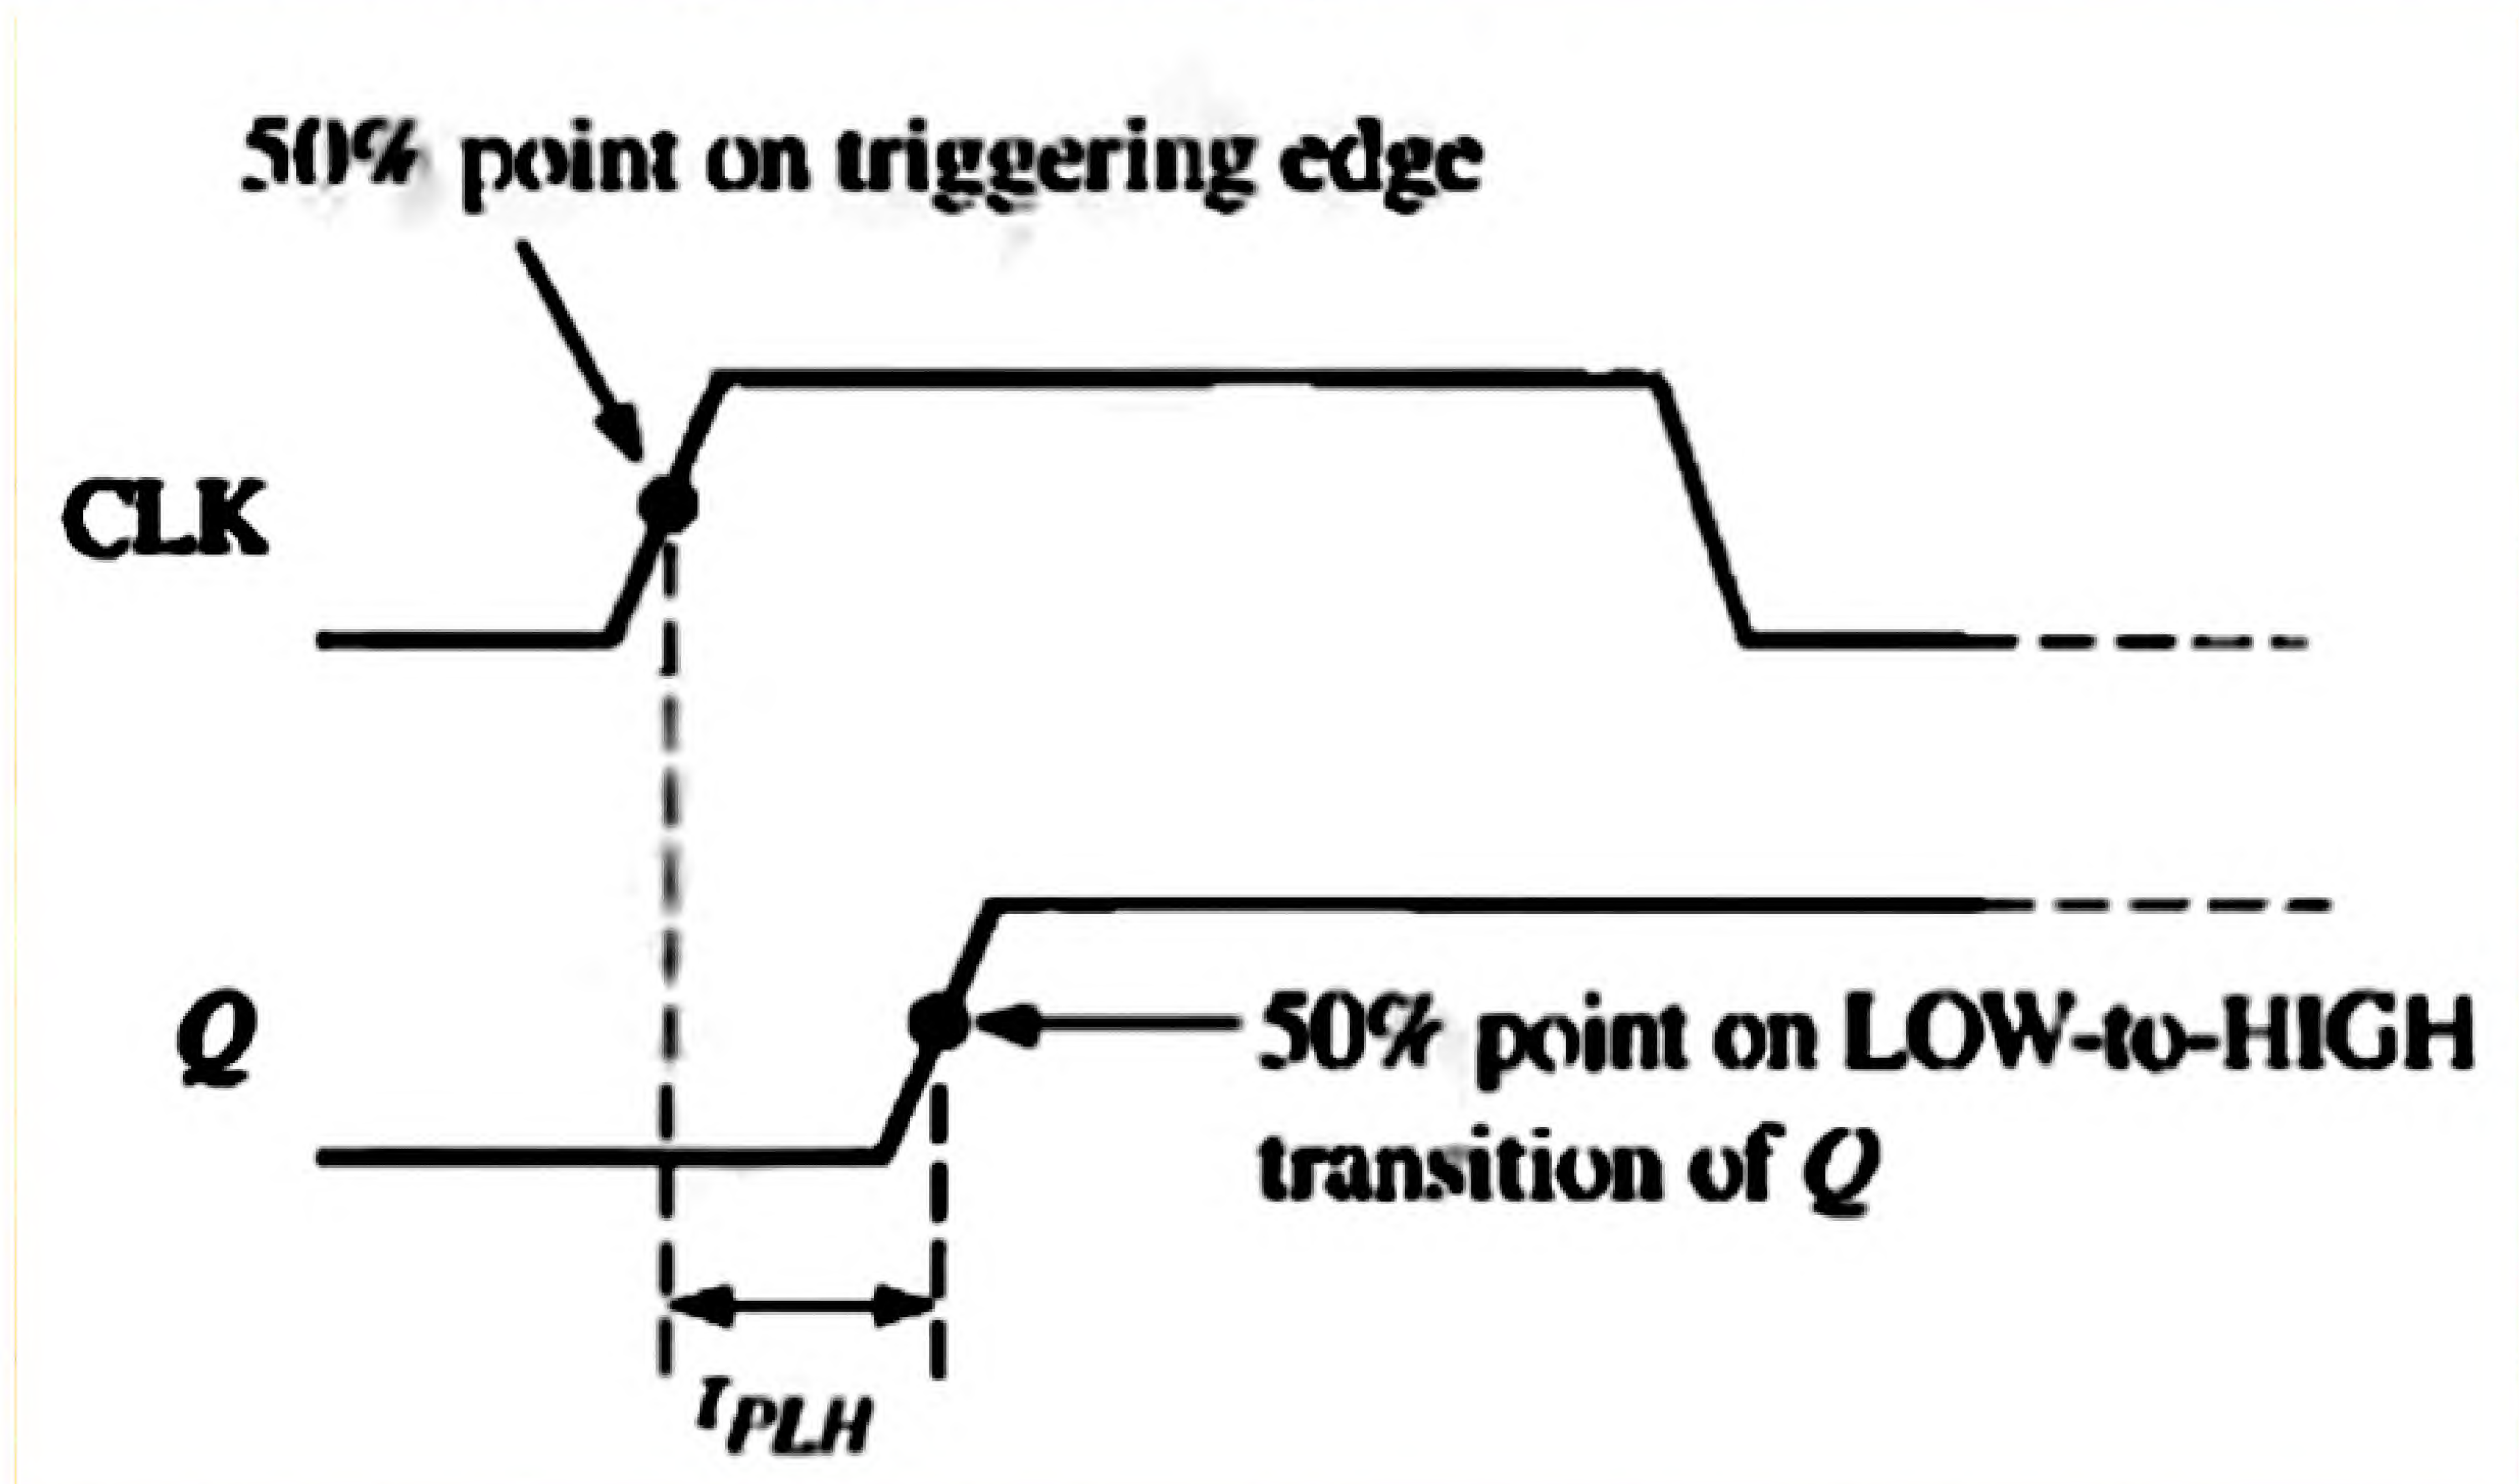 50% point on triggering edge
CLK
Q
50% point on LOW-to-HIGH
transition of Q
tPLH